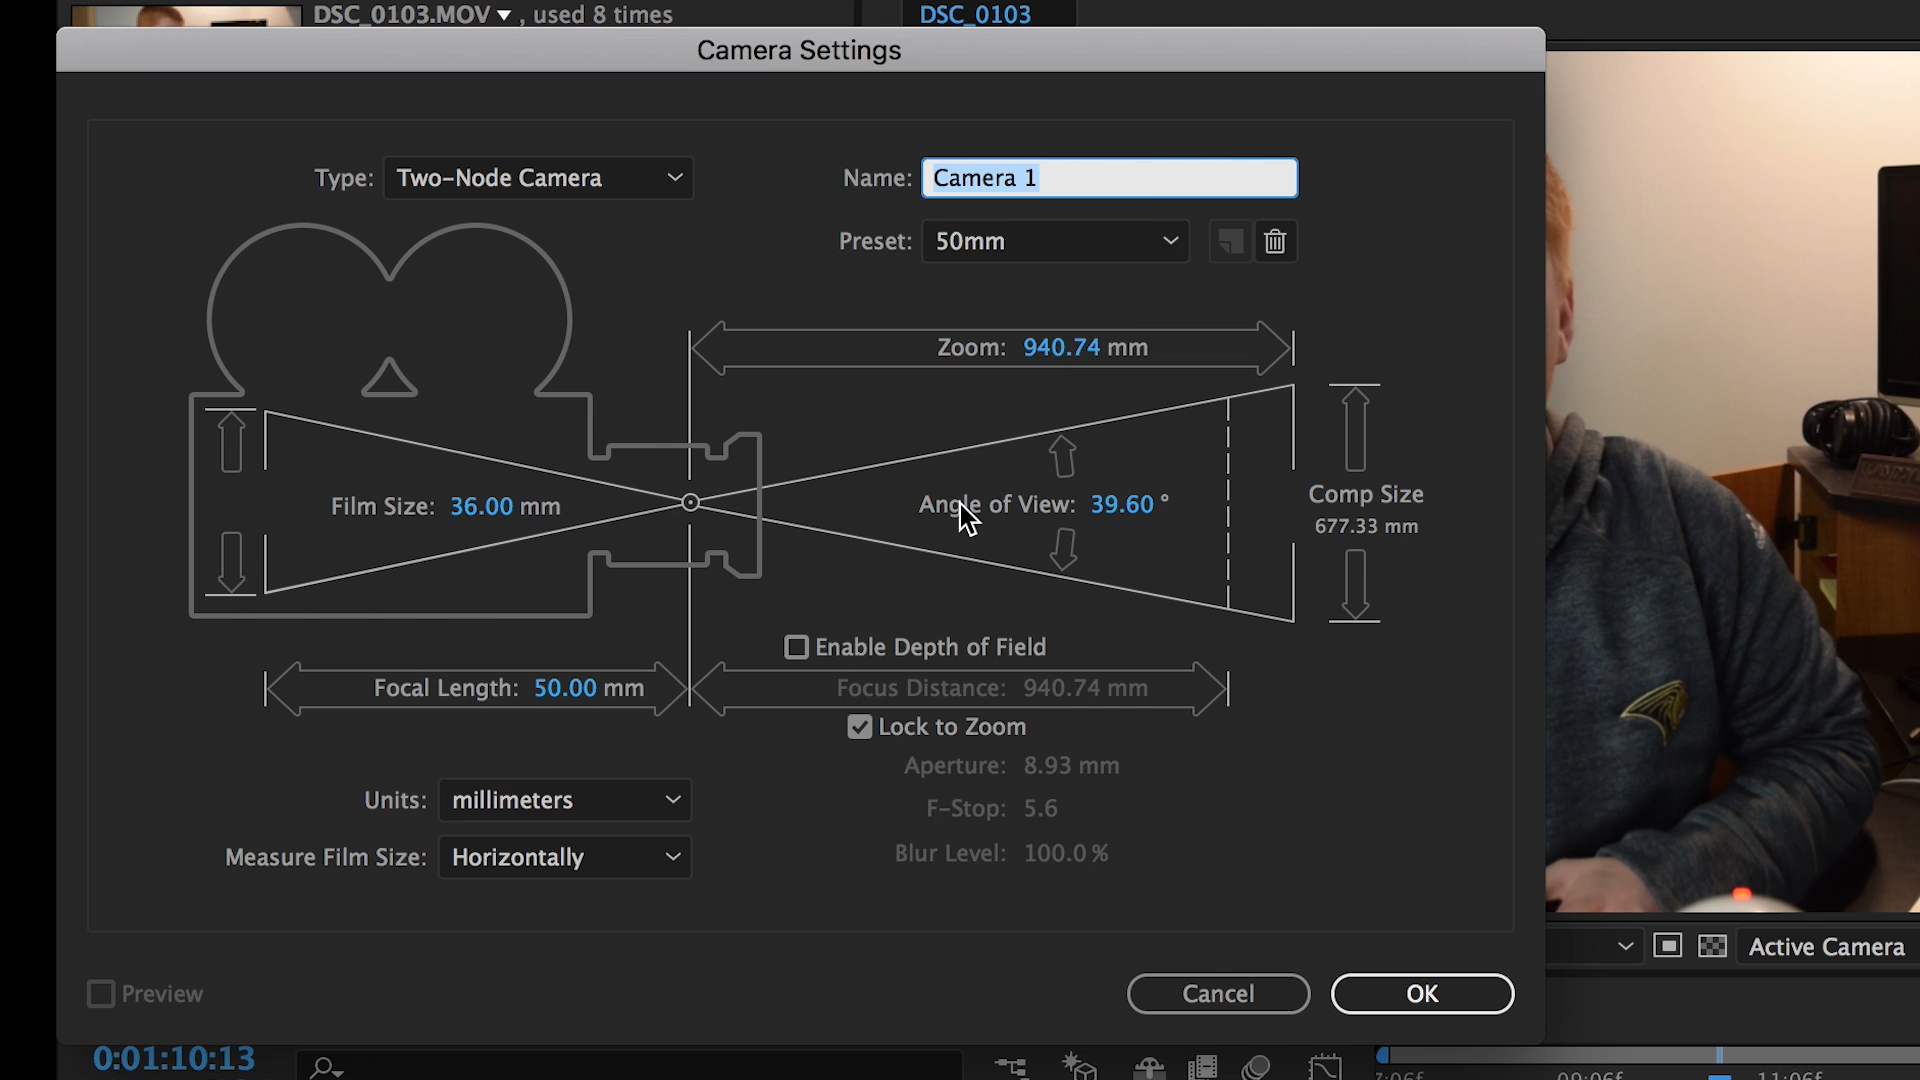 DSC_0103.MOV , used 8 times
DSC_0103
Camera Settings
Type: Two-Node Camera
Name: Camera 1
Preset: 50mm
Zoom: 940.74 mm
Film Size: 36.00 mm
Angle of View: 39.60 °
Comp Size
677.33 mm
Enable Depth of Field
Focal Length: 50.00 mm
Focus Distance: 940.74 mm
Lock to Zoom
Aperture: 8.93 mm
Units: millimeters
F-Stop: 5.6
Measure Film Size: Horizontally
Blur Level: 100.0 %
Active Camera
Preview
Cancel
OK
0:01:10:13